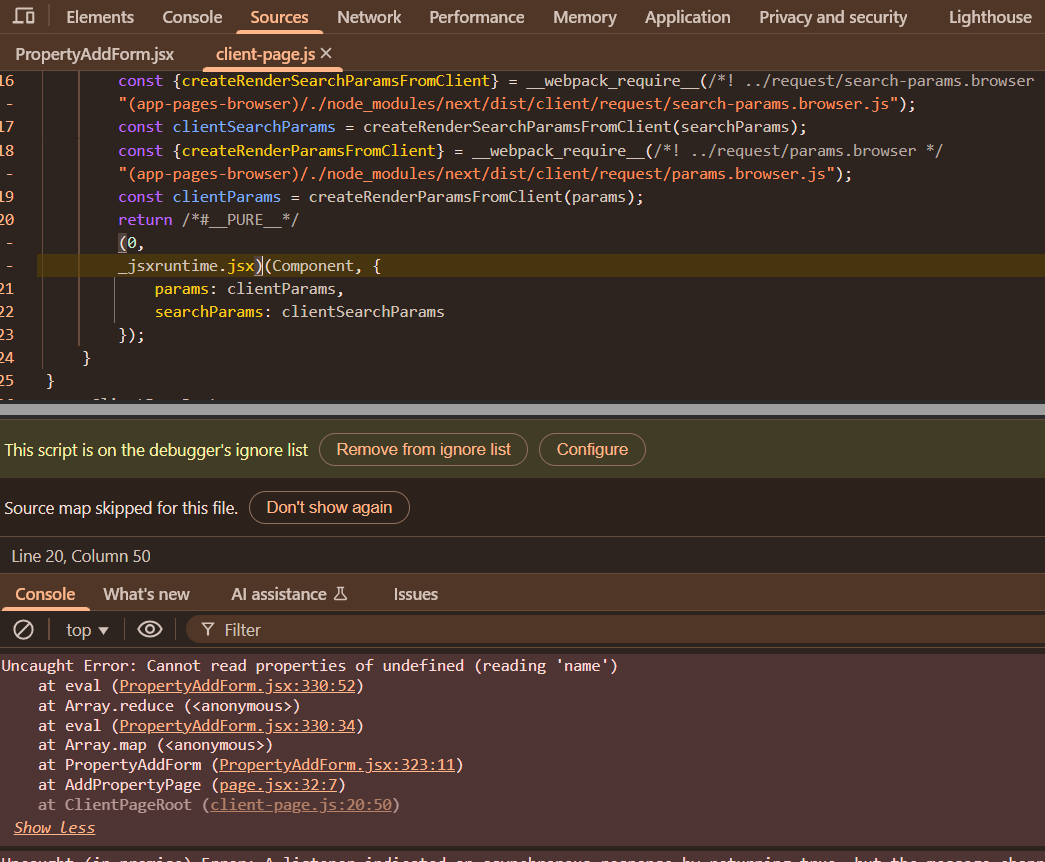 Elements Console Sources Network Performance Memory Application Privacy and security Lighthouse
PropertyAddForm.jsx client-page.js ×
16 const {createRenderSearchParamsFromClient} = __webpack_require__(/*! ../request/search-params.browser
- "(app-pages-browser)/./node_modules/next/dist/client/request/search-params.browser.js");
17 const clientSearchParams = createRenderSearchParamsFromClient(searchParams);
18 const {createRenderParamsFromClient} = __webpack_require__(/*! ../request/params.browser */
- "(app-pages-browser)/./node_modules/next/dist/client/request/params.browser.js");
19 const clientParams = createRenderParamsFromClient(params);
20 return /*#__PURE__*/
- (0,
- _jsxruntime.jsx)(Component, {
21 params: clientParams,
22 searchParams: clientSearchParams
23 });
24 }
25 }
This script is on the debugger's ignore list Remove from ignore list Configure
Source map skipped for this file. Don't show again
Line 20, Column 50
Console What's new AI assistance Issues
top ▼ Filter
Uncaught Error: Cannot read properties of undefined (reading 'name')
at eval (PropertyAddForm.jsx:330:52)
at Array.reduce (<anonymous>)
at eval (PropertyAddForm.jsx:330:34)
at Array.map (<anonymous>)
at PropertyAddForm (PropertyAddForm.jsx:323:11)
at AddPropertyPage (page.jsx:32:7)
at ClientPageRoot (client-page.js:20:50)
Show less